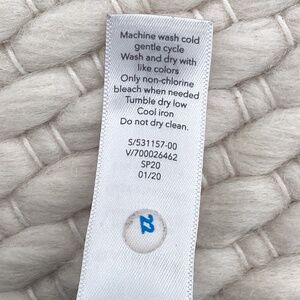 Machine wash cold
gentle cycle
Wash and dry with
like colors
Only non-chlorine
bleach when needed
Tumble dry low
Cool iron
Do not dry clean.
S/531157-00
V/700026462
SP20
01/20
22